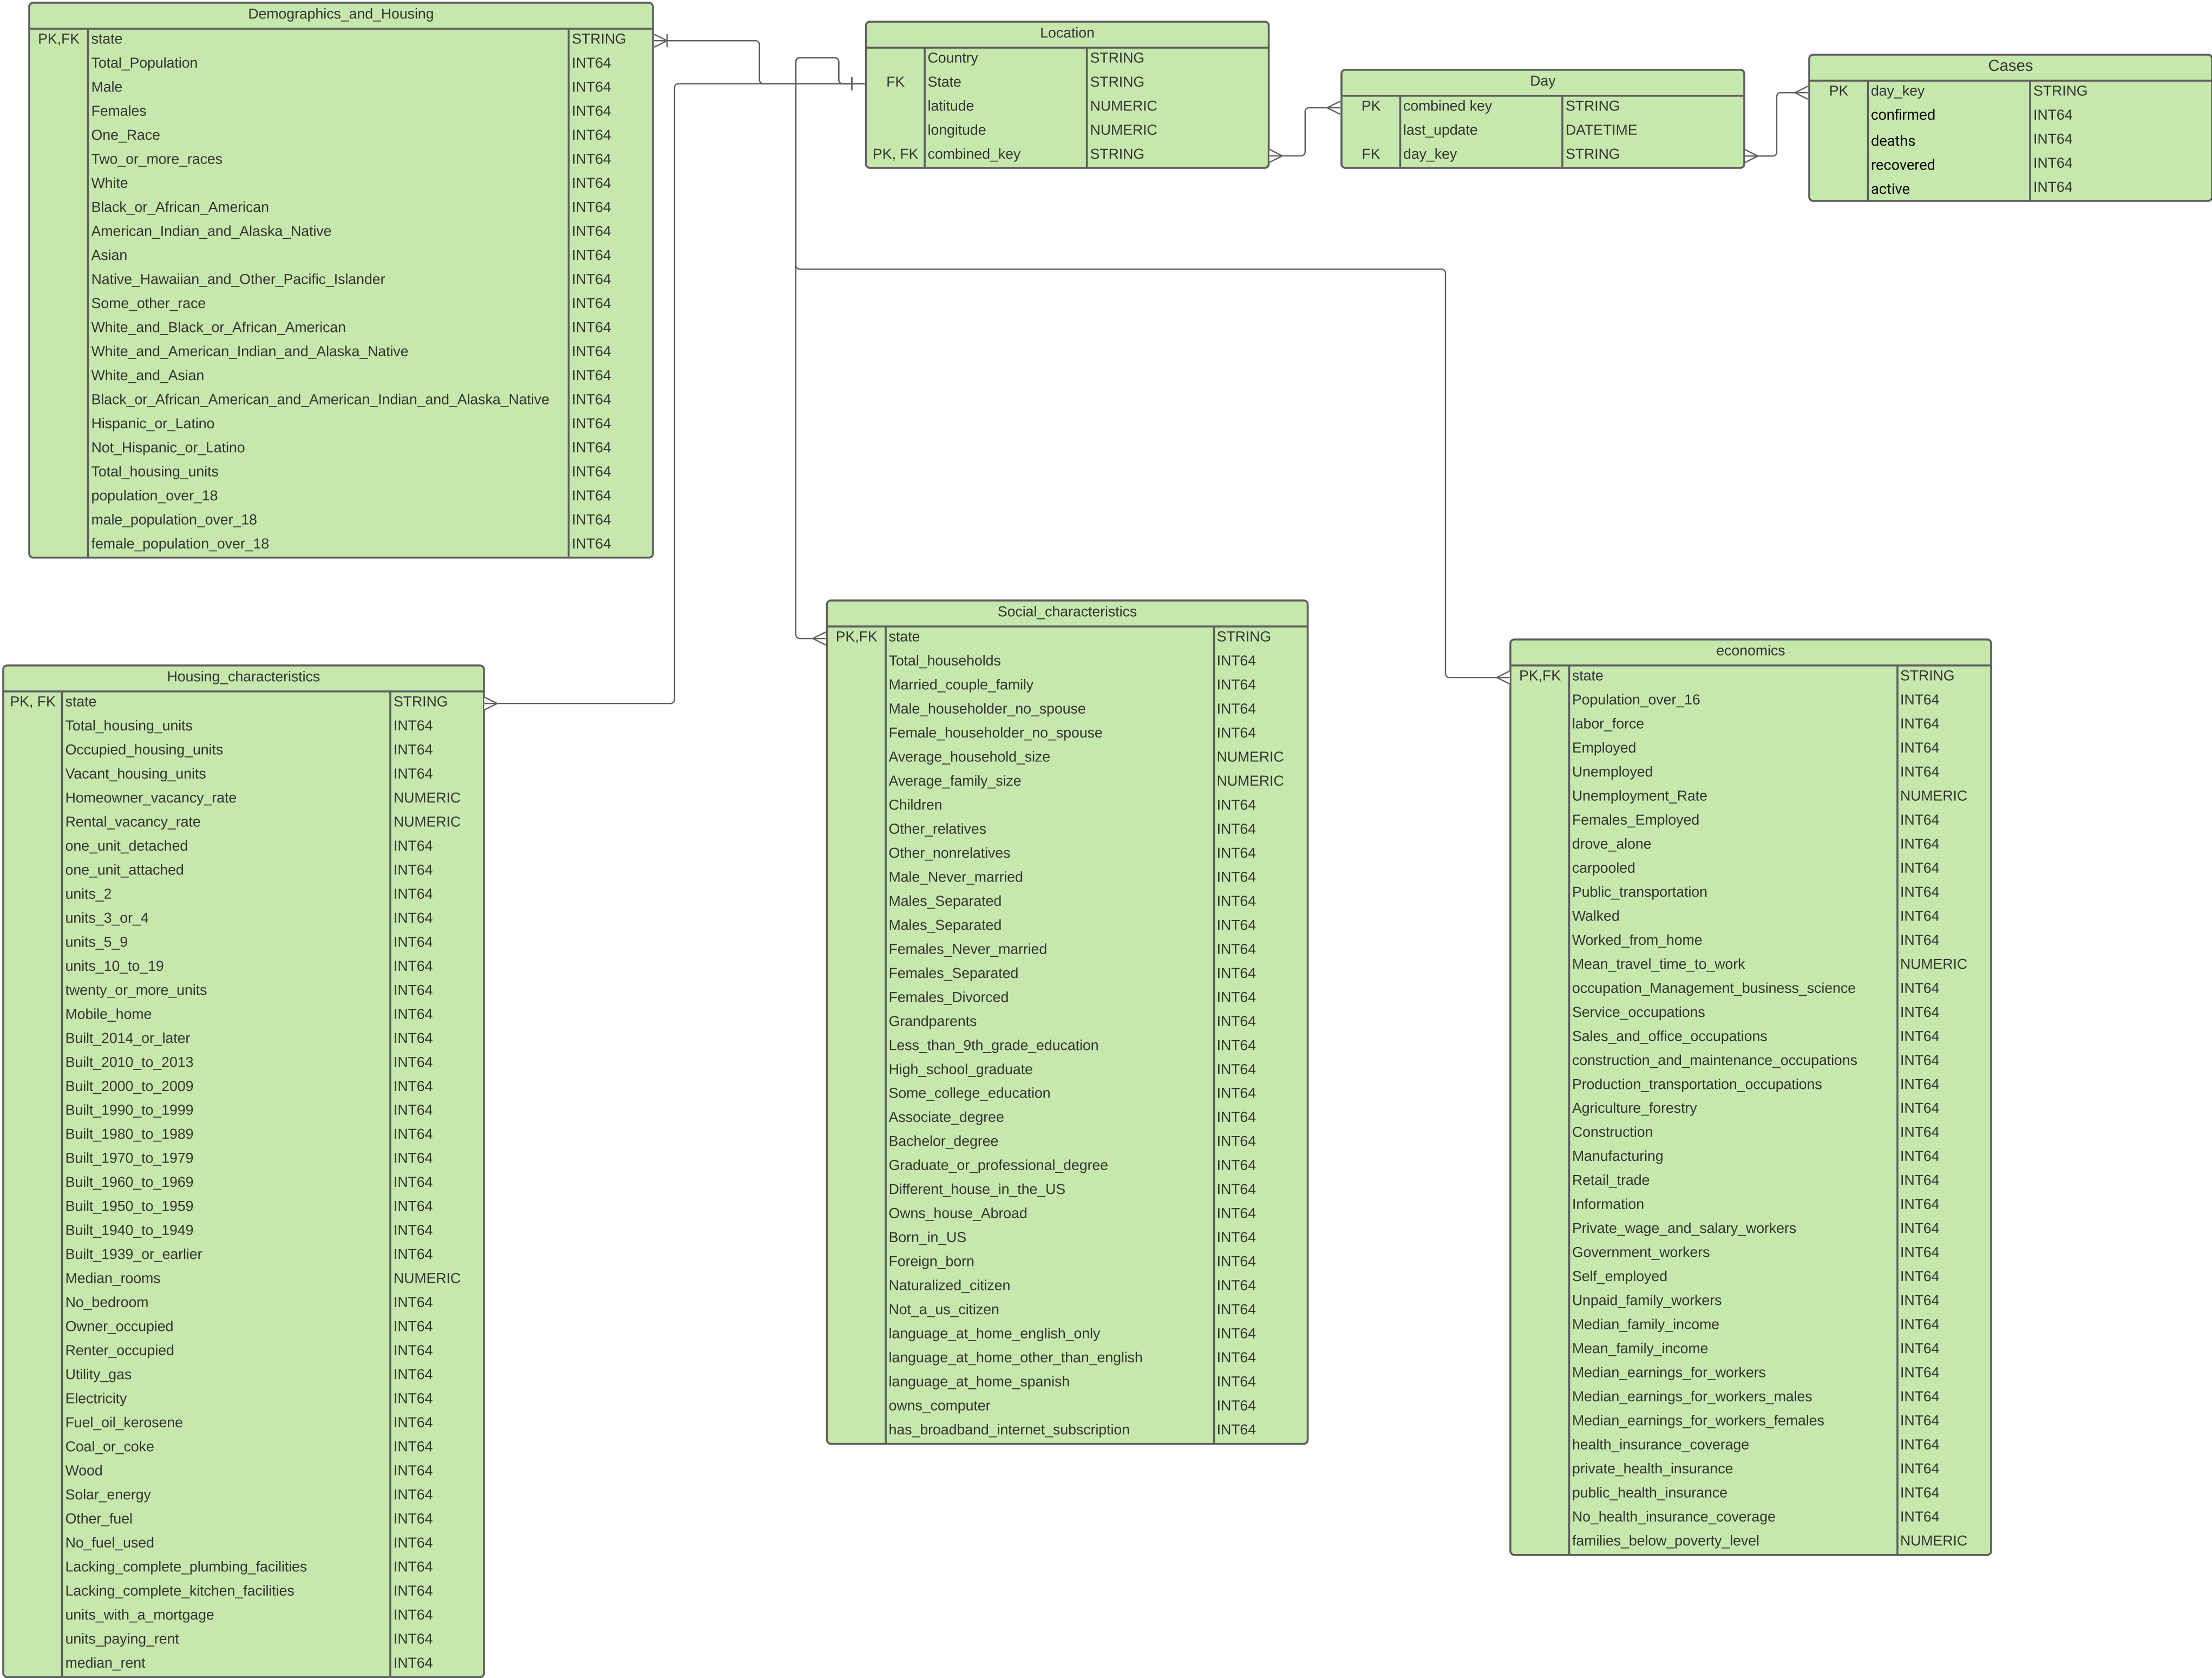 Demographics_and_Housing
PK,FK state STRING
Total_Population INT64
Male INT64
Females INT64
One_Race INT64
Two_or_more_races INT64
White INT64
Black_or_African_American INT64
American_Indian_and_Alaska_Native INT64
Asian INT64
Native_Hawaiian_and_Other_Pacific_Islander INT64
Some_other_race INT64
White_and_Black_or_African_American INT64
White_and_American_Indian_and_Alaska_Native INT64
White_and_Asian INT64
Black_or_African_American_and_American_Indian_and_Alaska_Native INT64
Hispanic_or_Latino INT64
Not_Hispanic_or_Latino INT64
Total_housing_units INT64
population_over_18 INT64
male_population_over_18 INT64
female_population_over_18 INT64
Location
Country STRING
FK State STRING
latitude NUMERIC
longitude NUMERIC
PK, FK combined_key STRING
Day
PK combined key STRING
last_update DATETIME
FK day_key STRING
Cases
PK day_key STRING
confirmed INT64
deaths INT64
recovered INT64
active INT64
Housing_characteristics
PK, FK state STRING
Total_housing_units INT64
Occupied_housing_units INT64
Vacant_housing_units INT64
Homeowner_vacancy_rate NUMERIC
Rental_vacancy_rate NUMERIC
one_unit_detached INT64
one_unit_attached INT64
units_2 INT64
units_3_or_4 INT64
units_5_9 INT64
units_10_to_19 INT64
twenty_or_more_units INT64
Mobile_home INT64
Built_2014_or_later INT64
Built_2010_to_2013 INT64
Built_2000_to_2009 INT64
Built_1990_to_1999 INT64
Built_1980_to_1989 INT64
Built_1970_to_1979 INT64
Built_1960_to_1969 INT64
Built_1950_to_1959 INT64
Built_1940_to_1949 INT64
Built_1939_or_earlier INT64
Median_rooms NUMERIC
No_bedroom INT64
Owner_occupied INT64
Renter_occupied INT64
Utility_gas INT64
Electricity INT64
Fuel_oil_kerosene INT64
Coal_or_coke INT64
Wood INT64
Solar_energy INT64
Other_fuel INT64
No_fuel_used INT64
Lacking_complete_plumbing_facilities INT64
Lacking_complete_kitchen_facilities INT64
units_with_a_mortgage INT64
units_paying_rent INT64
median_rent INT64
Social_characteristics
PK,FK state STRING
Total_households INT64
Married_couple_family INT64
Male_householder_no_spouse INT64
Female_householder_no_spouse INT64
Average_household_size NUMERIC
Average_family_size NUMERIC
Children INT64
Other_relatives INT64
Other_nonrelatives INT64
Male_Never_married INT64
Males_Separated INT64
Males_Separated INT64
Females_Never_married INT64
Females_Separated INT64
Females_Divorced INT64
Grandparents INT64
Less_than_9th_grade_education INT64
High_school_graduate INT64
Some_college_education INT64
Associate_degree INT64
Bachelor_degree INT64
Graduate_or_professional_degree INT64
Different_house_in_the_US INT64
Owns_house_Abroad INT64
Born_in_US INT64
Foreign_born INT64
Naturalized_citizen INT64
Not_a_us_citizen INT64
language_at_home_english_only INT64
language_at_home_other_than_english INT64
language_at_home_spanish INT64
owns_computer INT64
has_broadband_internet_subscription INT64
economics
PK,FK state STRING
Population_over_16 INT64
labor_force INT64
Employed INT64
Unemployed INT64
Unemployment_Rate NUMERIC
Females_Employed INT64
drove_alone INT64
carpooled INT64
Public_transportation INT64
Walked INT64
Worked_from_home INT64
Mean_travel_time_to_work NUMERIC
occupation_Management_business_science INT64
Service_occupations INT64
Sales_and_office_occupations INT64
construction_and_maintenance_occupations INT64
Production_transportation_occupations INT64
Agriculture_forestry INT64
Construction INT64
Manufacturing INT64
Retail_trade INT64
Information INT64
Private_wage_and_salary_workers INT64
Government_workers INT64
Self_employed INT64
Unpaid_family_workers INT64
Median_family_income INT64
Mean_family_income INT64
Median_earnings_for_workers INT64
Median_earnings_for_workers_males INT64
Median_earnings_for_workers_females INT64
health_insurance_coverage INT64
private_health_insurance INT64
public_health_insurance INT64
No_health_insurance_coverage INT64
families_below_poverty_level NUMERIC